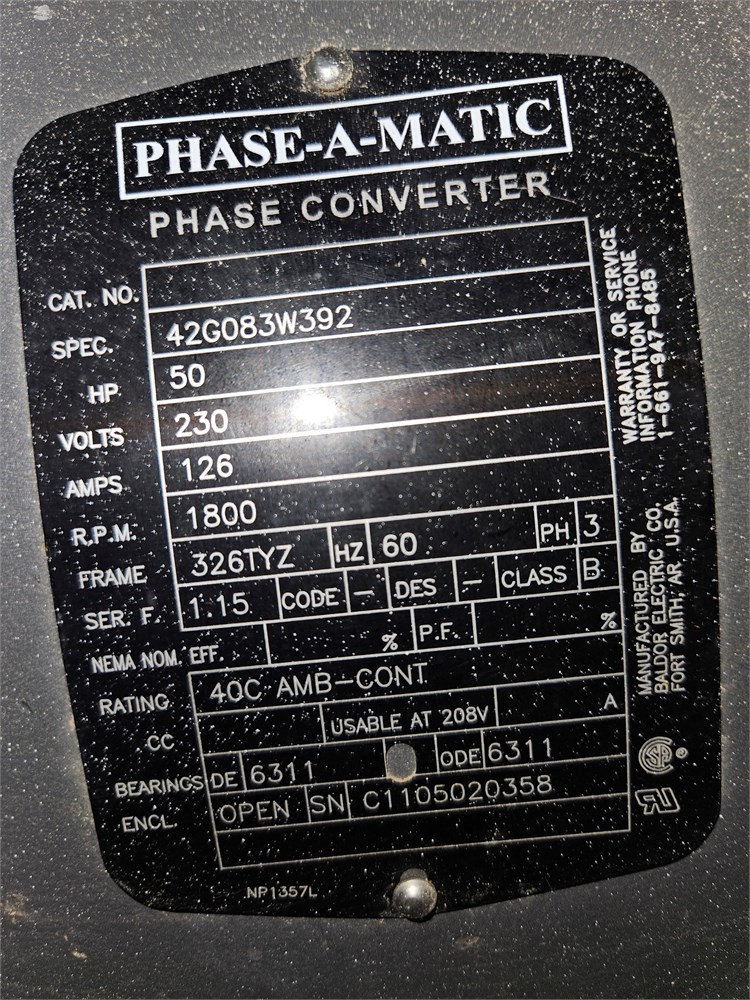 PHASE-A-MATIC
PHASE CONVERTER
CAT. NO.
SPEC. 42G083W392
HP 50
VOLTS 230
AMPS 126
R.P.M. 1800
FRAME 326TYZ HZ 60 PH 3
SER. F. 1.15 CODE - DES - CLASS B
NEMA NOM. EFF. % P.F. %
RATING 40C AMB-CONT
CC USABLE AT 208V A
BEARINGS DE 6311 ODE 6311
ENCL. OPEN SN C1105020358
NP1357L
WARRANTY OR SERVICE
INFORMATION PHONE
1-661-947-8485
MANUFACTURED BY
BALDOR ELECTRIC CO.
FORT SMITH, AR U.S.A.